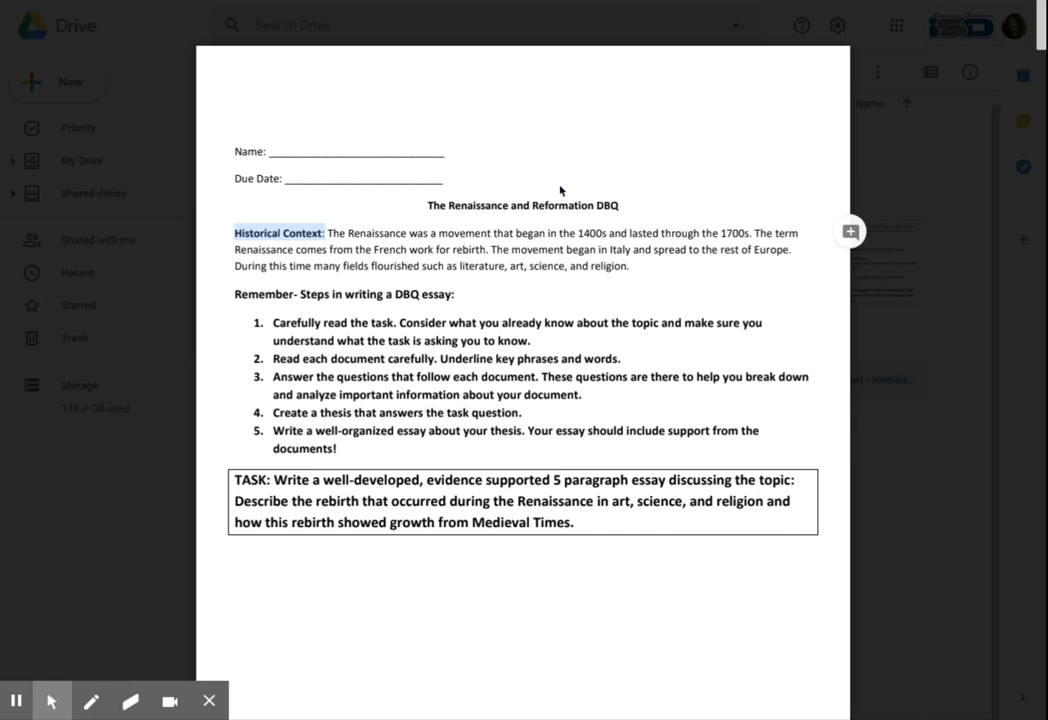 Drive
Search Drive
New
Priority
My Drive
Shared drives
Shared with me
Recent
Starred
Trash
Storage
148.4 GB used
Name
Name: ______________________________
Due Date: ___________________________
The Renaissance and Reformation DBQ
Historical Context: The Renaissance was a movement that began in the 1400s and lasted through the 1700s. The term
Renaissance comes from the French work for rebirth. The movement began in Italy and spread to the rest of Europe.
During this time many fields flourished such as literature, art, science, and religion.
Remember- Steps in writing a DBQ essay:
1. Carefully read the task. Consider what you already know about the topic and make sure you
understand what the task is asking you to know.
2. Read each document carefully. Underline key phrases and words.
3. Answer the questions that follow each document. These questions are there to help you break down
and analyze important information about your document.
4. Create a thesis that answers the task question.
5. Write a well-organized essay about your thesis. Your essay should include support from the
documents!
TASK: Write a well-developed, evidence supported 5 paragraph essay discussing the topic:
Describe the rebirth that occurred during the Renaissance in art, science, and religion and
how this rebirth showed growth from Medieval Times.